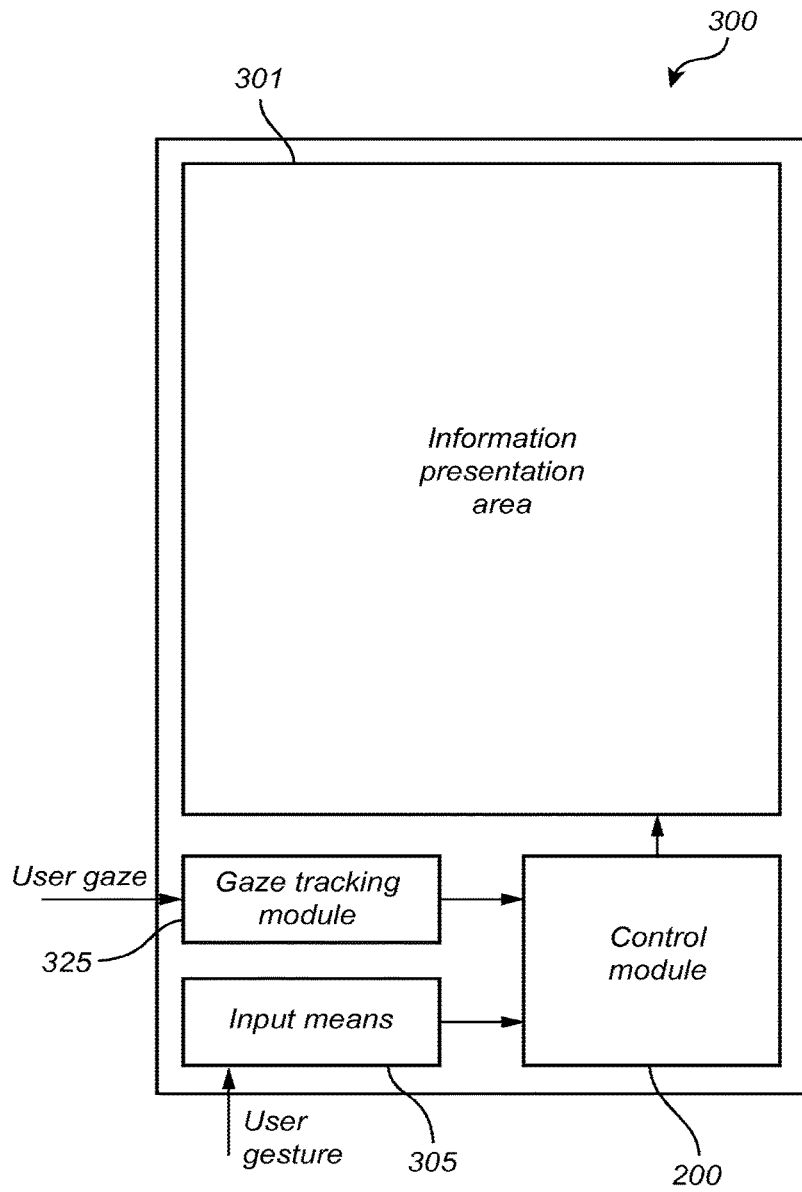 300
301
Information
presentation
area
User gaze
Gaze tracking
module
325
Control
module
Input means
User
gesture
305
200